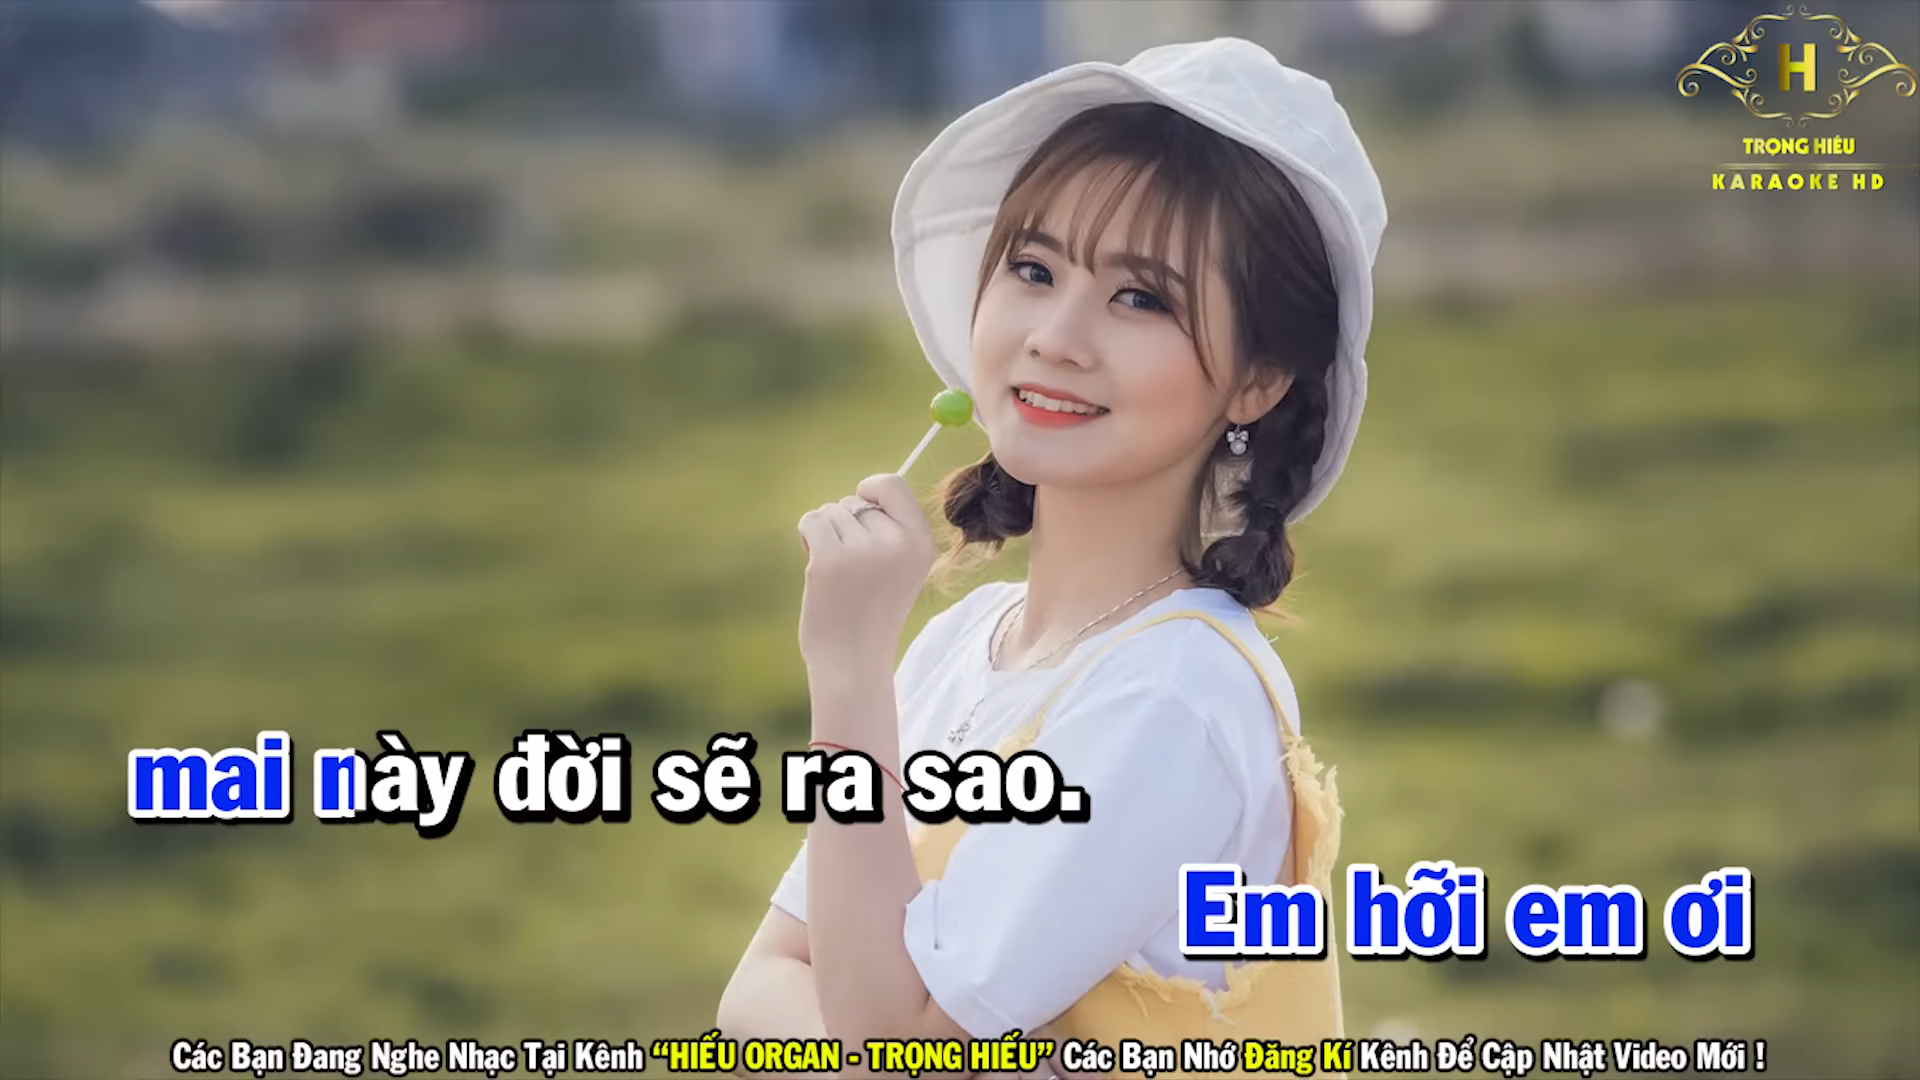 H
TRỌNG HIẾU
KARAOKE HD
mai này đời sẽ ra sao.
Em hỡi em ơi
Các Bạn Đang Nghe Nhạc Tại Kênh “HIẾU ORGAN - TRỌNG HIẾU” Các Bạn Nhớ Đăng Kí Kênh Để Cập Nhật Video Mới !